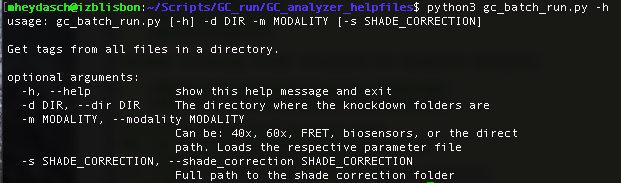 [mheydasch@izblisbon:~/Scripts/GC_run/GC_analyzer_helpfiles$ python3 gc_batch_run.py -h
usage: gc_batch_run.py [-h] -d DIR -m MODALITY [-s SHADE_CORRECTION]
Get tags from all files in a directory.
optional arguments:
-h, --help show this help message and exit
-d DIR, --dir DIR The directory where the knockdown folders are
-m MODALITY, --modality MODALITY
Can be: 40x, 60x, FRET, biosensors, or the direct
path. Loads the respective parameter file
-s SHADE_CORRECTION, --shade_correction SHADE_CORRECTION
Full path to the shade correction folder